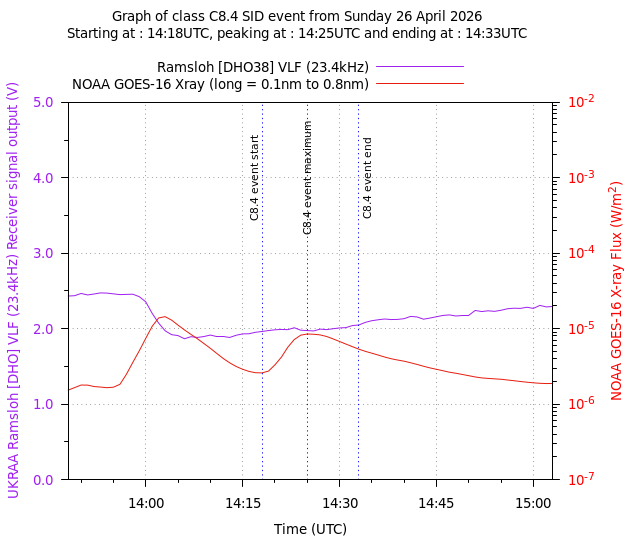 Graph of class C8.4 SID event from Sunday 26 April 2026
Starting at : 14:18UTC, peaking at : 14:25UTC and ending at : 14:33UTC
Ramsloh [DHO38] VLF (23.4kHz)
NOAA GOES-16 Xray (long = 0.1nm to 0.8nm)
UKRAA Ramsloh [DHO] VLF (23.4kHz) Receiver signal output (V)
5.0
4.0
3.0
2.0
1.0
0.0
C8.4 event start
C8.4 event maximum
C8.4 event end
10-2
10-3
10-4
10-5
10-6
10-7
NOAA GOES-16 X-ray Flux (W/m2)
14:00 14:15 14:30 14:45 15:00
Time (UTC)